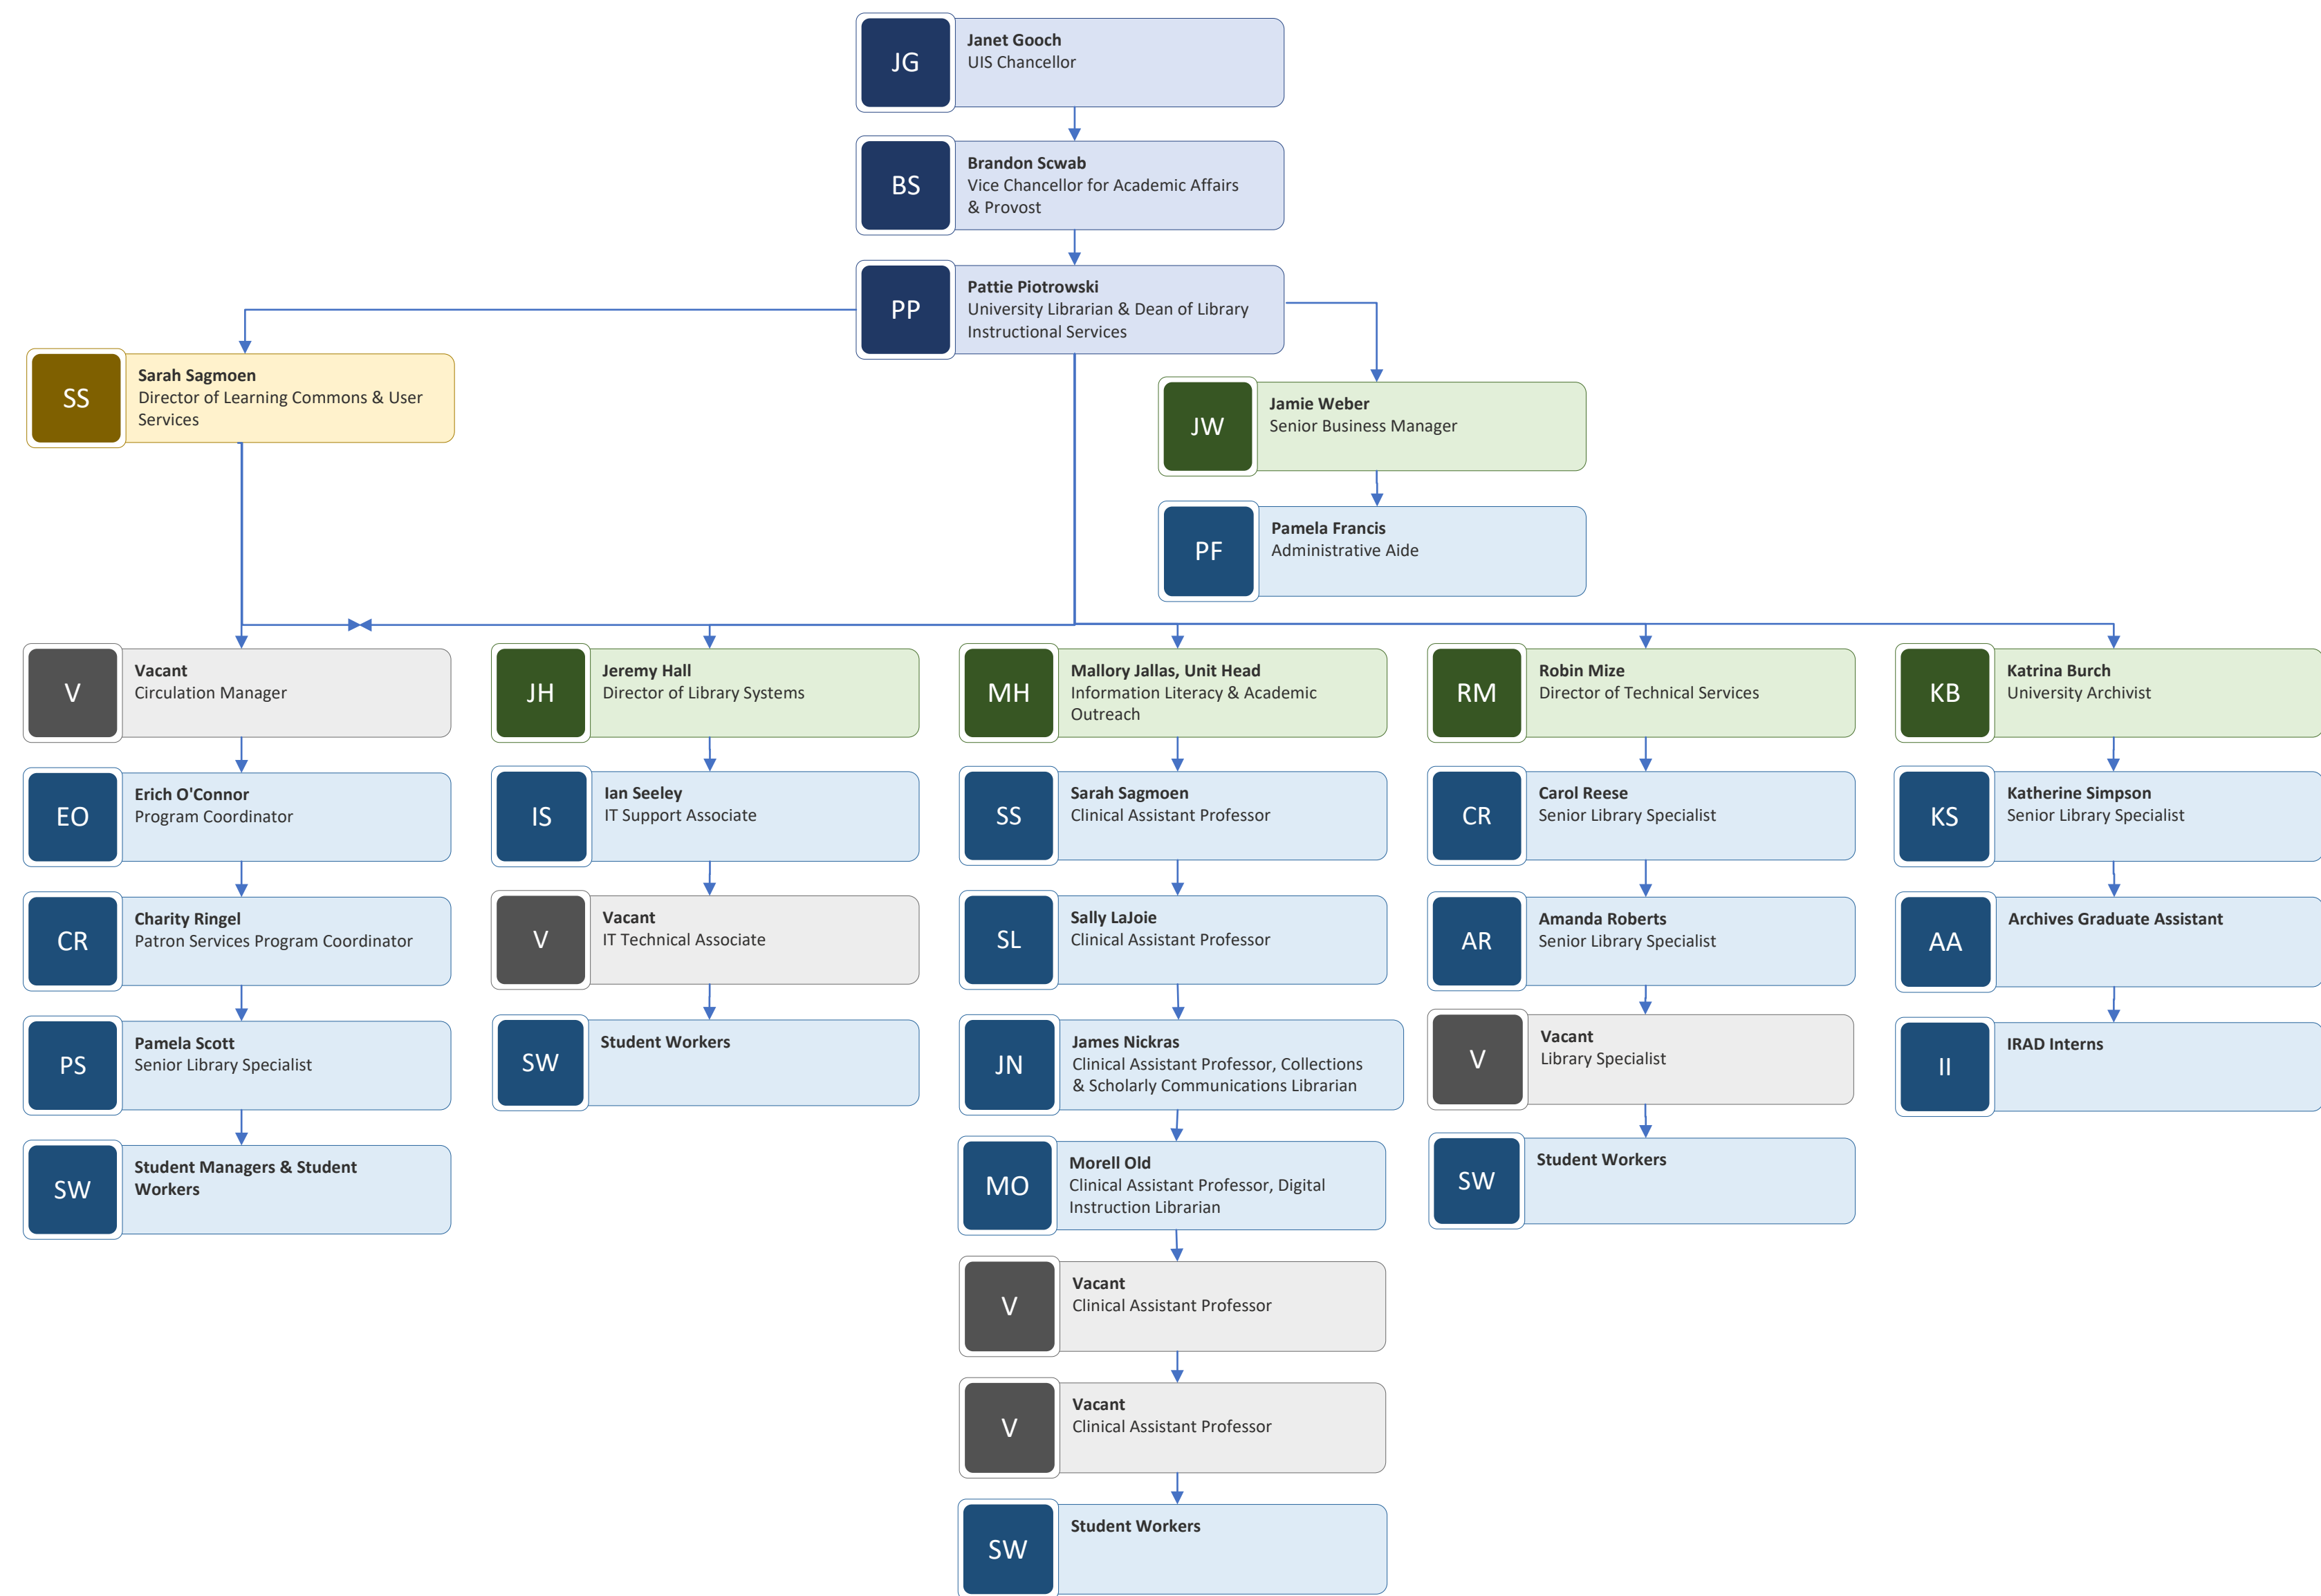 JG
Janet Gooch
UIS Chancellor
BS
Brandon Scwab
Vice Chancellor for Academic Affairs
& Provost
PP
Pattie Piotrowski
University Librarian & Dean of Library
Instructional Services
SS
Sarah Sagmoen
Director of Learning Commons & User
Services
JW
Jamie Weber
Senior Business Manager
PF
Pamela Francis
Administrative Aide
V
Vacant
Circulation Manager
EO
Erich O'Connor
Program Coordinator
CR
Charity Ringel
Patron Services Program Coordinator
PS
Pamela Scott
Senior Library Specialist
SW
Student Managers & Student
Workers
JH
Jeremy Hall
Director of Library Systems
IS
Ian Seeley
IT Support Associate
V
Vacant
IT Technical Associate
SW
Student Workers
MH
Mallory Jallas, Unit Head
Information Literacy & Academic
Outreach
SS
Sarah Sagmoen
Clinical Assistant Professor
SL
Sally LaJoie
Clinical Assistant Professor
JN
James Nickras
Clinical Assistant Professor, Collections
& Scholarly Communications Librarian
MO
Morell Old
Clinical Assistant Professor, Digital
Instruction Librarian
V
Vacant
Clinical Assistant Professor
V
Vacant
Clinical Assistant Professor
SW
Student Workers
RM
Robin Mize
Director of Technical Services
CR
Carol Reese
Senior Library Specialist
AR
Amanda Roberts
Senior Library Specialist
V
Vacant
Library Specialist
SW
Student Workers
KB
Katrina Burch
University Archivist
KS
Katherine Simpson
Senior Library Specialist
AA
Archives Graduate Assistant
II
IRAD Interns